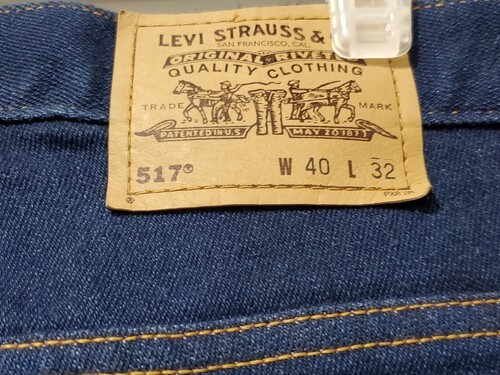 LEVI STRAUSS &
SAN FRANCISCO, CAL.
ORIGINAL RIVETED
QUALITY CLOTHING
TRADE MARK
PATENTED IN U.S. MAY 20 1873
517® W 40 L 32
®